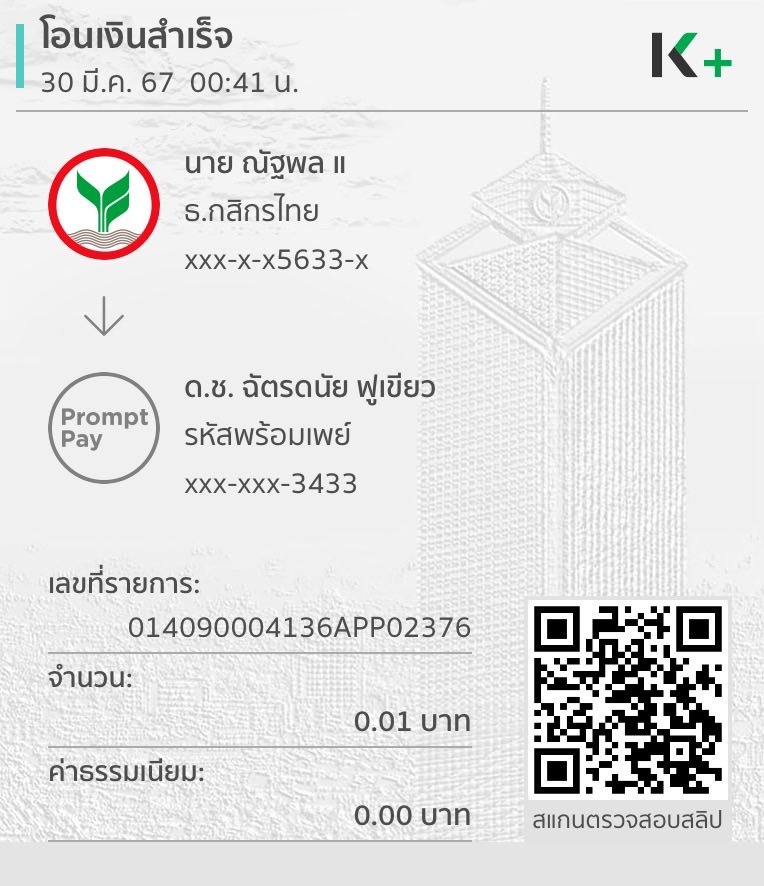 โอนเงินสำเร็จ
30 มี.ค. 67 00:41 น.
K+
นาย ณัฐพล แ
ธ.กสิกรไทย
xxx-x-x5633-x
Prompt
Pay
ด.ช. ฉัตรดนัย ฟูเขียว
รหัสพร้อมเพย์
xxx-xxx-3433
เลขที่รายการ:
014090004136APP02376
จำนวน:
0.01 บาท
ค่าธรรมเนียม:
0.00 บาท
สแกนตรวจสอบสลิป